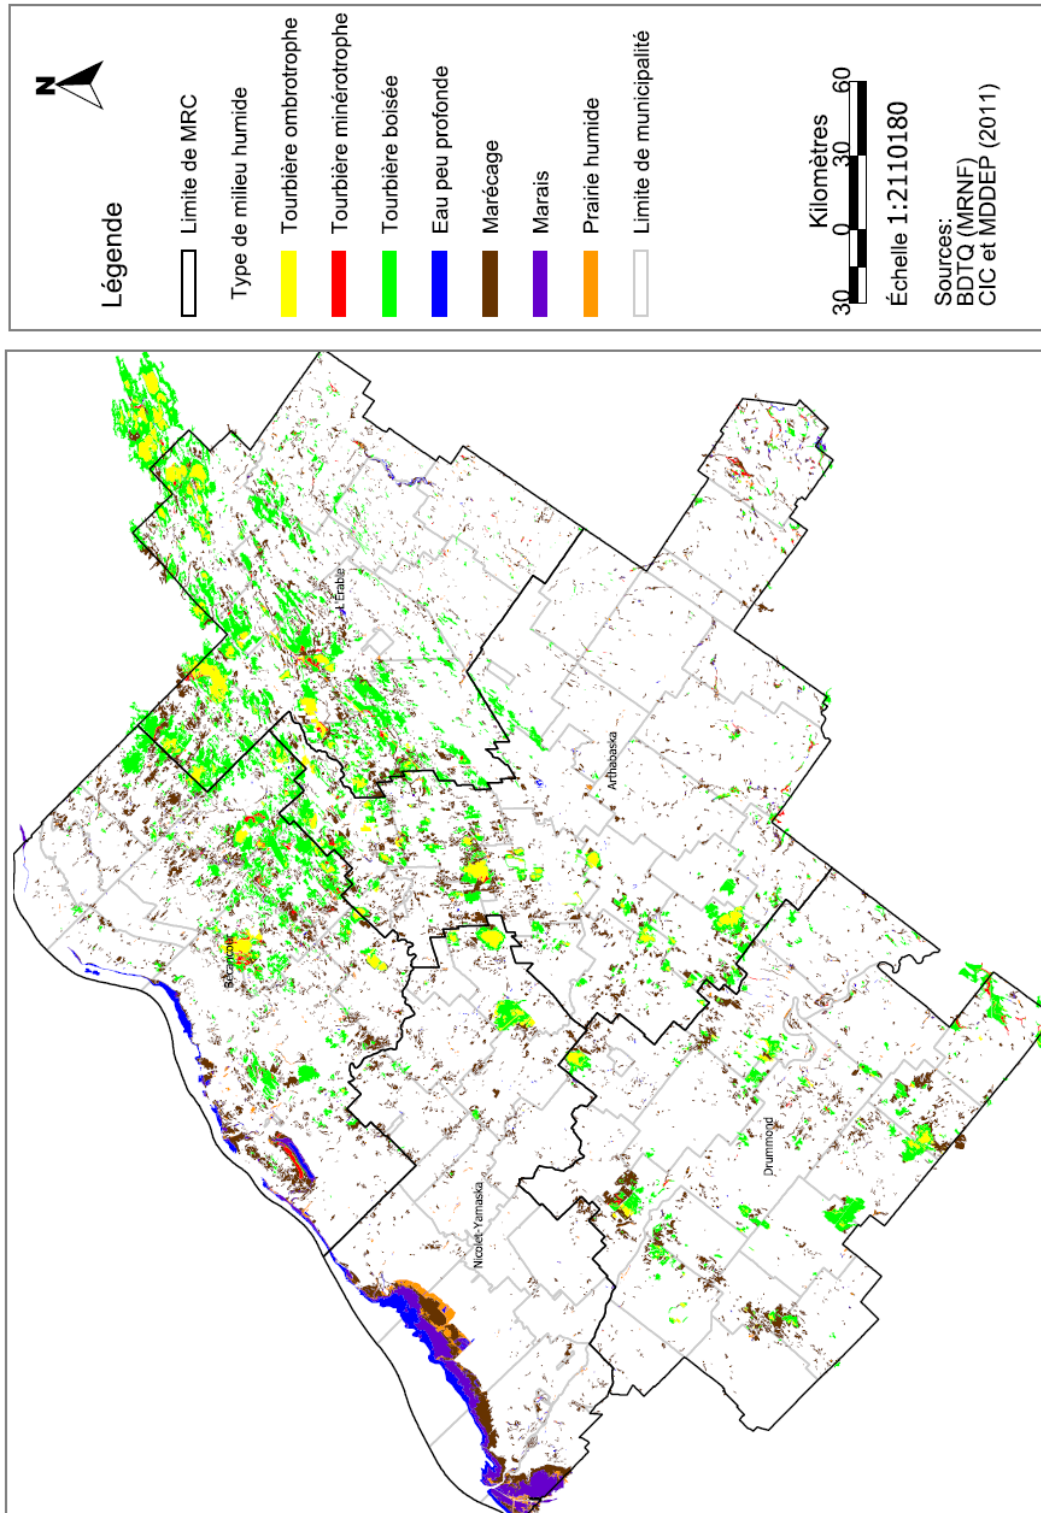 N
Légende
Limite de MRC
Type de milieu humide
Tourbière ombrotrophe
Tourbière minérotrophe
Tourbière boisée
Eau peu profonde
Marécage
Marais
Prairie humide
Limite de municipalité
Kilomètres
30 0 30 60
Échelle 1:2110180
Sources:
BDTQ (MRNF)
CIC et MDDEP (2011)
L'Érable
Bécancour
Arthabaska
Nicolet-Yamaska
Drummond